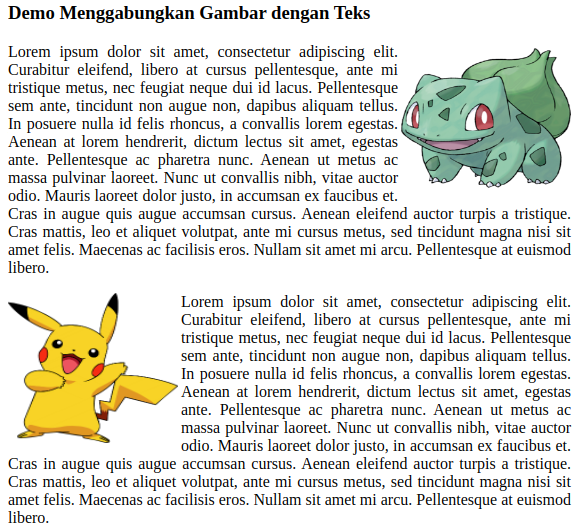 Demo Menggabungkan Gambar dengan Teks
Lorem ipsum dolor sit amet, consectetur adipiscing elit.
Curabitur eleifend, libero at cursus pellentesque, ante mi
tristique metus, nec feugiat neque dui id lacus. Pellentesque
sem ante, tincidunt non augue non, dapibus aliquam tellus.
In posuere nulla id felis rhoncus, a convallis lorem egestas.
Aenean at lorem hendrerit, dictum lectus sit amet, egestas
ante. Pellentesque ac pharetra nunc. Aenean ut metus ac
massa pulvinar laoreet. Nunc ut convallis nibh, vitae auctor
odio. Mauris laoreet dolor justo, in accumsan ex faucibus et.
Cras in augue quis augue accumsan cursus. Aenean eleifend auctor turpis a tristique.
Cras mattis, leo et aliquet volutpat, ante mi cursus metus, sed tincidunt magna nisi sit
amet felis. Maecenas ac facilisis eros. Nullam sit amet mi arcu. Pellentesque at euismod
libero.
Lorem ipsum dolor sit amet, consectetur adipiscing elit.
Curabitur eleifend, libero at cursus pellentesque, ante mi
tristique metus, nec feugiat neque dui id lacus. Pellentesque
sem ante, tincidunt non augue non, dapibus aliquam tellus.
In posuere nulla id felis rhoncus, a convallis lorem egestas.
Aenean at lorem hendrerit, dictum lectus sit amet, egestas
ante. Pellentesque ac pharetra nunc. Aenean ut metus ac
massa pulvinar laoreet. Nunc ut convallis nibh, vitae auctor
odio. Mauris laoreet dolor justo, in accumsan ex faucibus et.
Cras in augue quis augue accumsan cursus. Aenean eleifend auctor turpis a tristique.
Cras mattis, leo et aliquet volutpat, ante mi cursus metus, sed tincidunt magna nisi sit
amet felis. Maecenas ac facilisis eros. Nullam sit amet mi arcu. Pellentesque at euismod
libero.